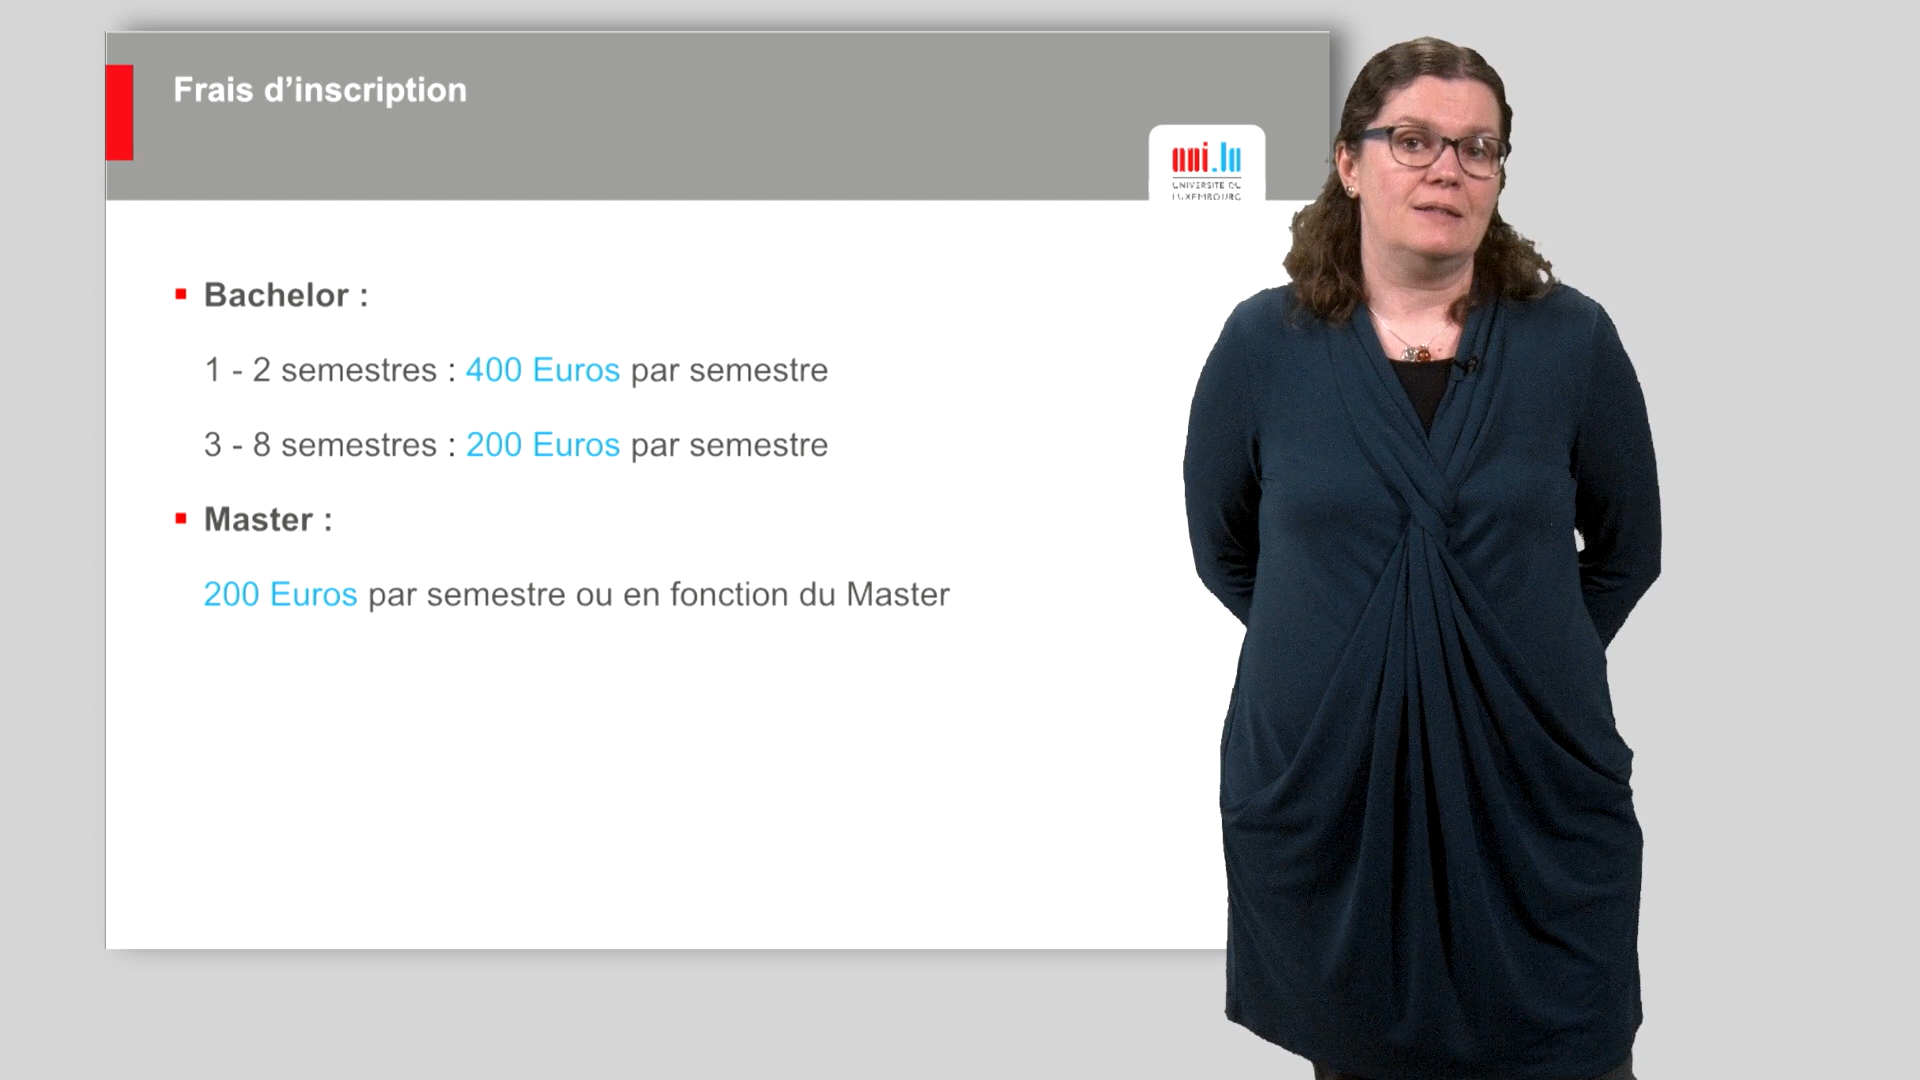 Frais d’inscription
uni.lu
UNIVERSITÉ DU
LUXEMBOURG
Bachelor :
1 - 2 semestres : 400 Euros par semestre
3 - 8 semestres : 200 Euros par semestre
Master :
200 Euros par semestre ou en fonction du Master